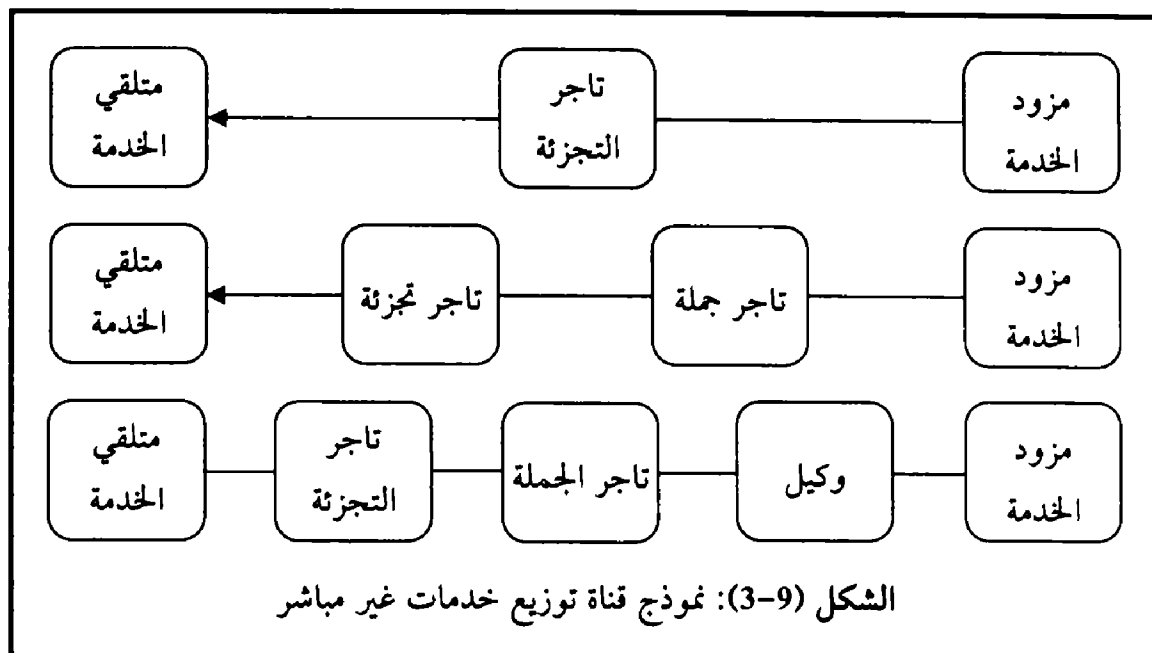 مزود
الخدمة
تاجر
التجزئة
متلقي
الخدمة
مزود
الخدمة
تاجر جملة
تاجر تجزئة
متلقي
الخدمة
مزود
الخدمة
وكيل
تاجر الجملة
تاجر
التجزئة
متلقي
الخدمة
الشكل (9-3): نموذج قناة توزيع خدمات غير مباشر